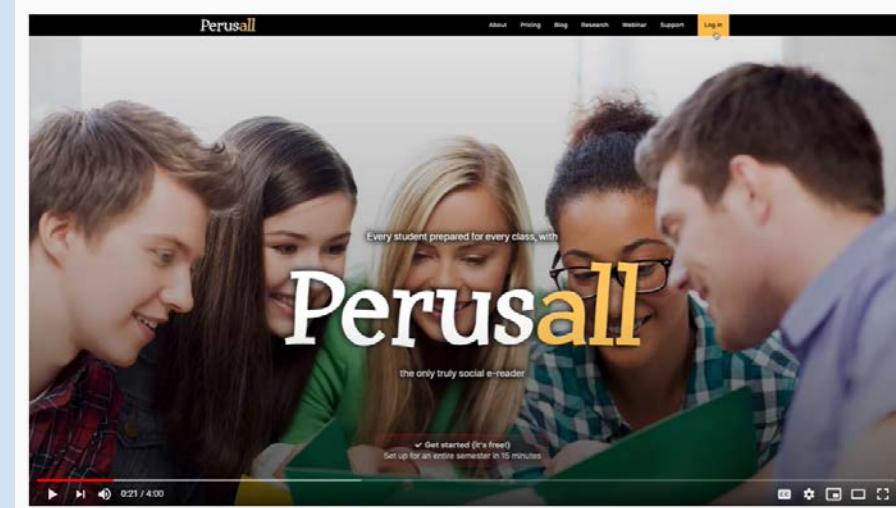 Perusall
About Pricing Blog Research Webinar Support Log in
Every student prepared for every class, with
Perusall
the only truly social e-reader
✓ Get started (it's free!)
Set up for an entire semester in 15 minutes
0:21 / 4:00
CC